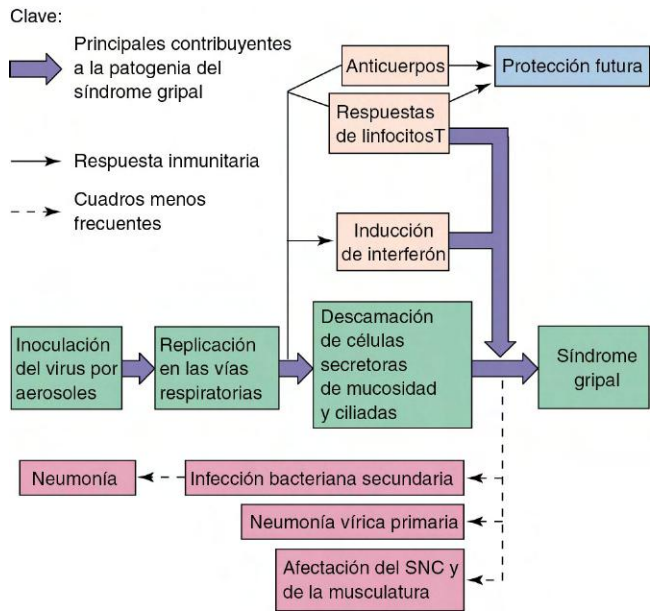 Clave:
Principales contribuyentes
a la patogenia del
síndrome gripal
Respuesta inmunitaria
Cuadros menos
frecuentes
Anticuerpos
Protección futura
Respuestas
de linfocitosT
Inducción
de interferón
Inoculación
del virus por
aerosoles
Replicación
en las vías
respiratorias
Descamación
de células
secretoras
de mucosidad
y ciliadas
Síndrome
gripal
Neumonía
Infección bacteriana secundaria
Neumonía vírica primaria
Afectación del SNC y
de la musculatura